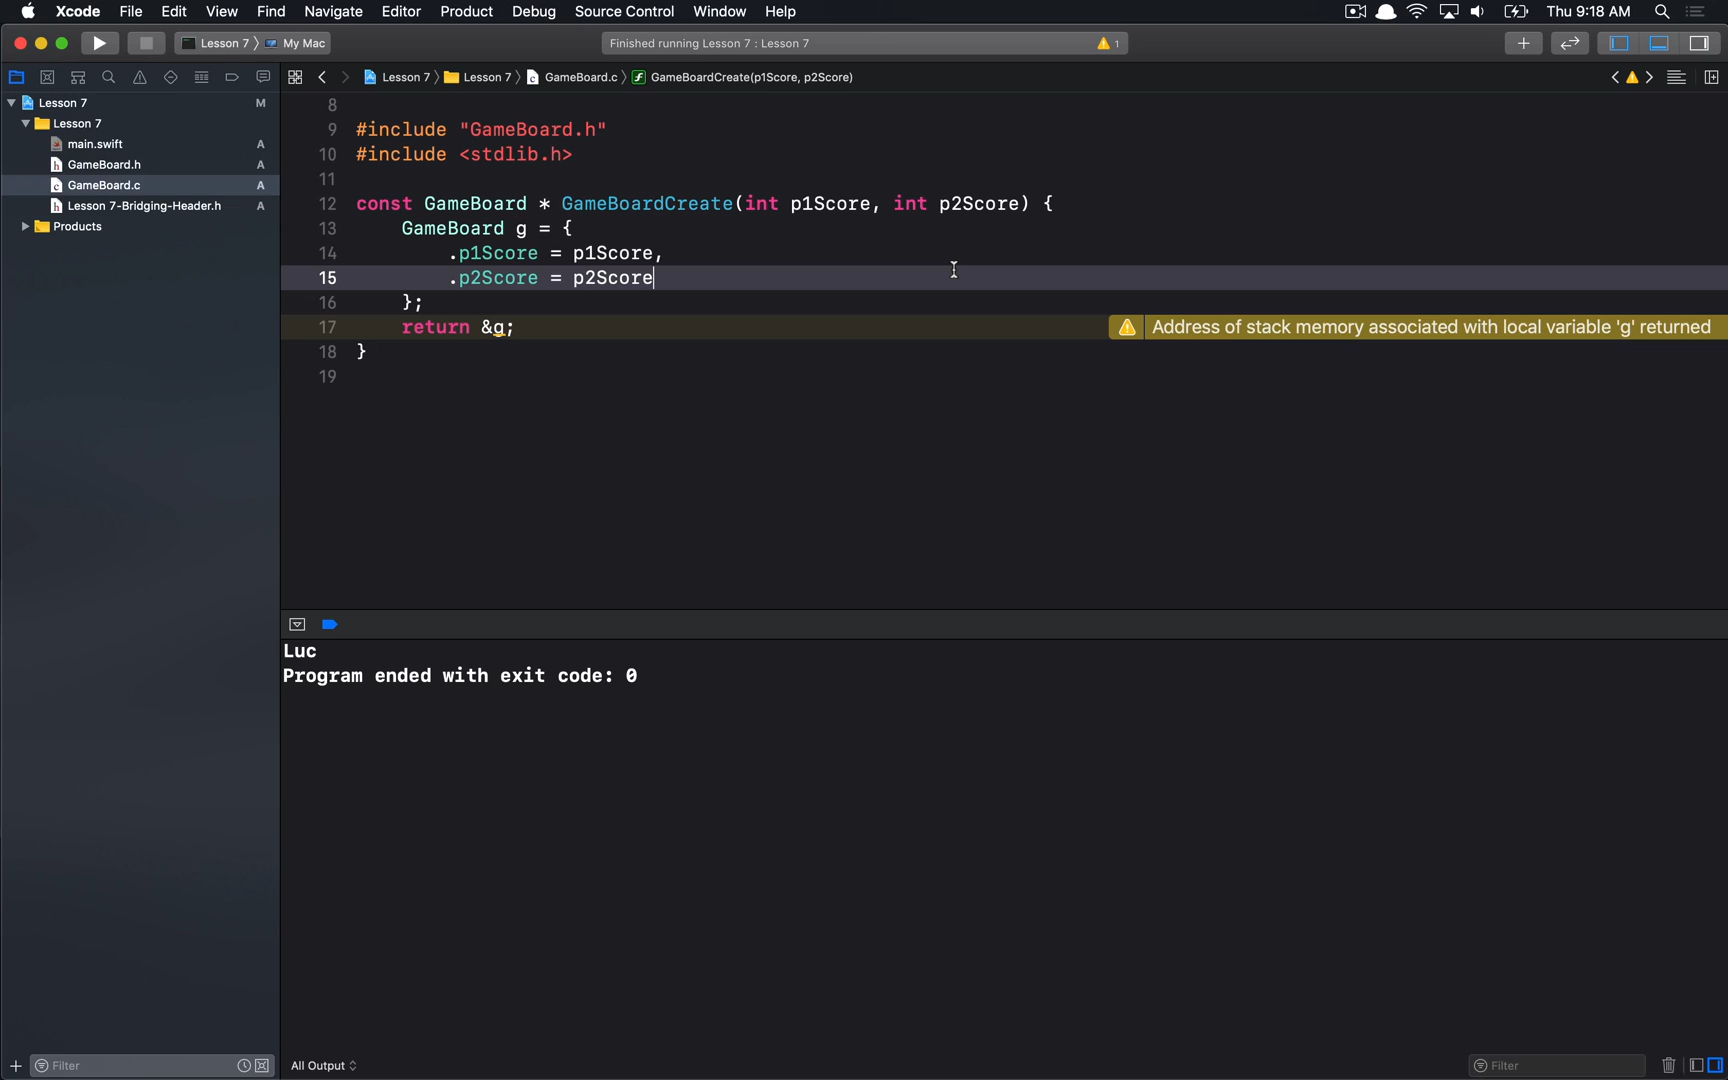 Xcode File Edit View Find Navigate Editor Product Debug Source Control Window Help Thu 9:18 AM
Lesson 7 My Mac Finished running Lesson 7 : Lesson 7 1
Lesson 7 Lesson 7 GameBoard.c GameBoardCreate(p1Score, p2Score)
Lesson 7 M
Lesson 7
main.swift A
GameBoard.h A
GameBoard.c A
Lesson 7-Bridging-Header.h A
Products
8
9 #include "GameBoard.h"
10 #include <stdlib.h>
11
12 const GameBoard * GameBoardCreate(int p1Score, int p2Score) {
13 GameBoard g = {
14 .p1Score = p1Score,
15 .p2Score = p2Score
16 };
17 return &g; Address of stack memory associated with local variable 'g' returned
18 }
19
Luc
Program ended with exit code: 0
Filter All Output Filter